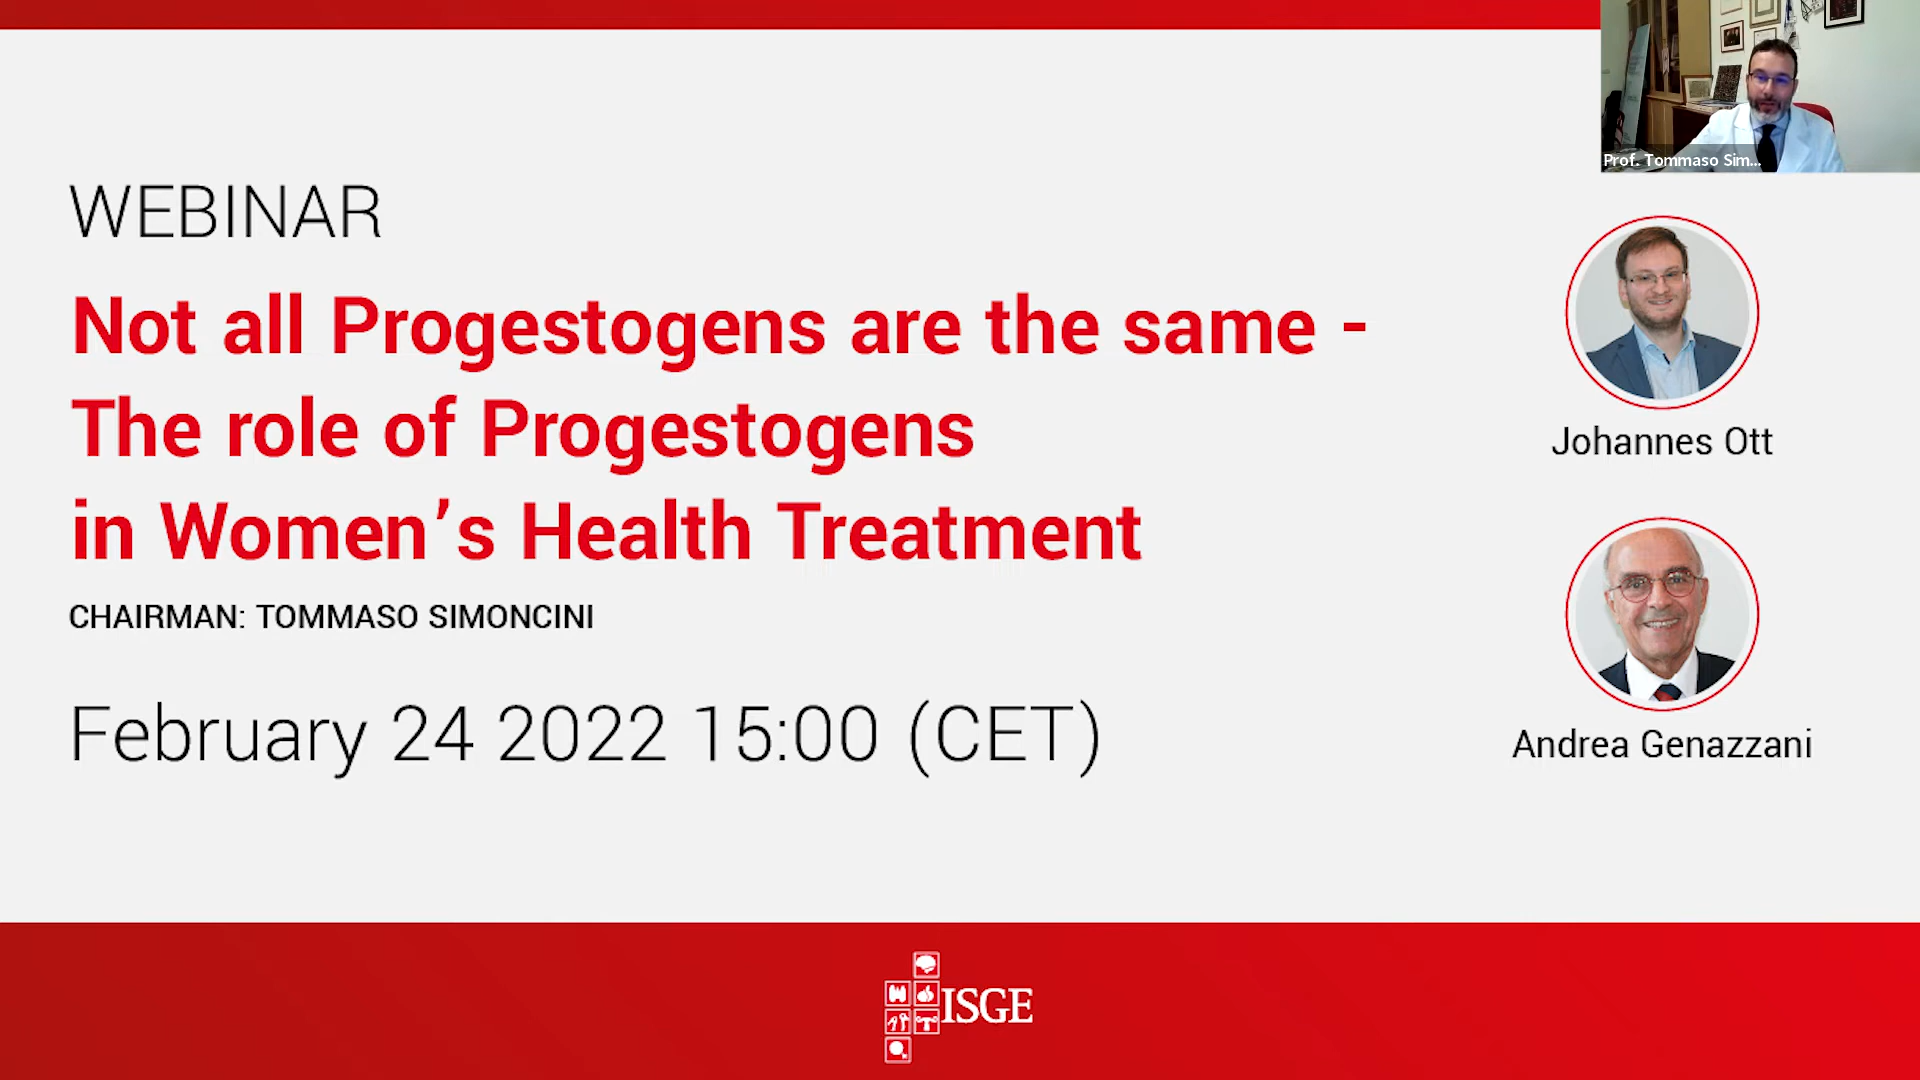 Prof. Tommaso Sim...
WEBINAR
Not all Progestogens are the same -
The role of Progestogens
in Women’s Health Treatment
CHAIRMAN: TOMMASO SIMONCINI
February 24 2022 15:00 (CET)
Johannes Ott
Andrea Genazzani
ISGE